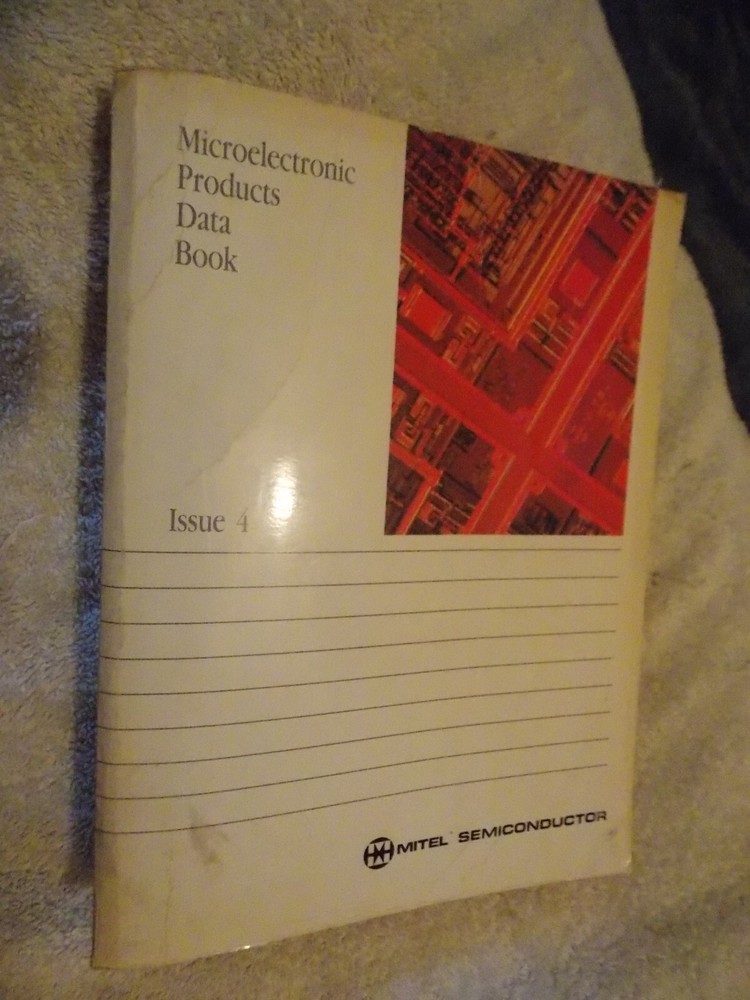 Microelectronic
Products
Data
Book
Issue 4
MITEL SEMICONDUCTOR